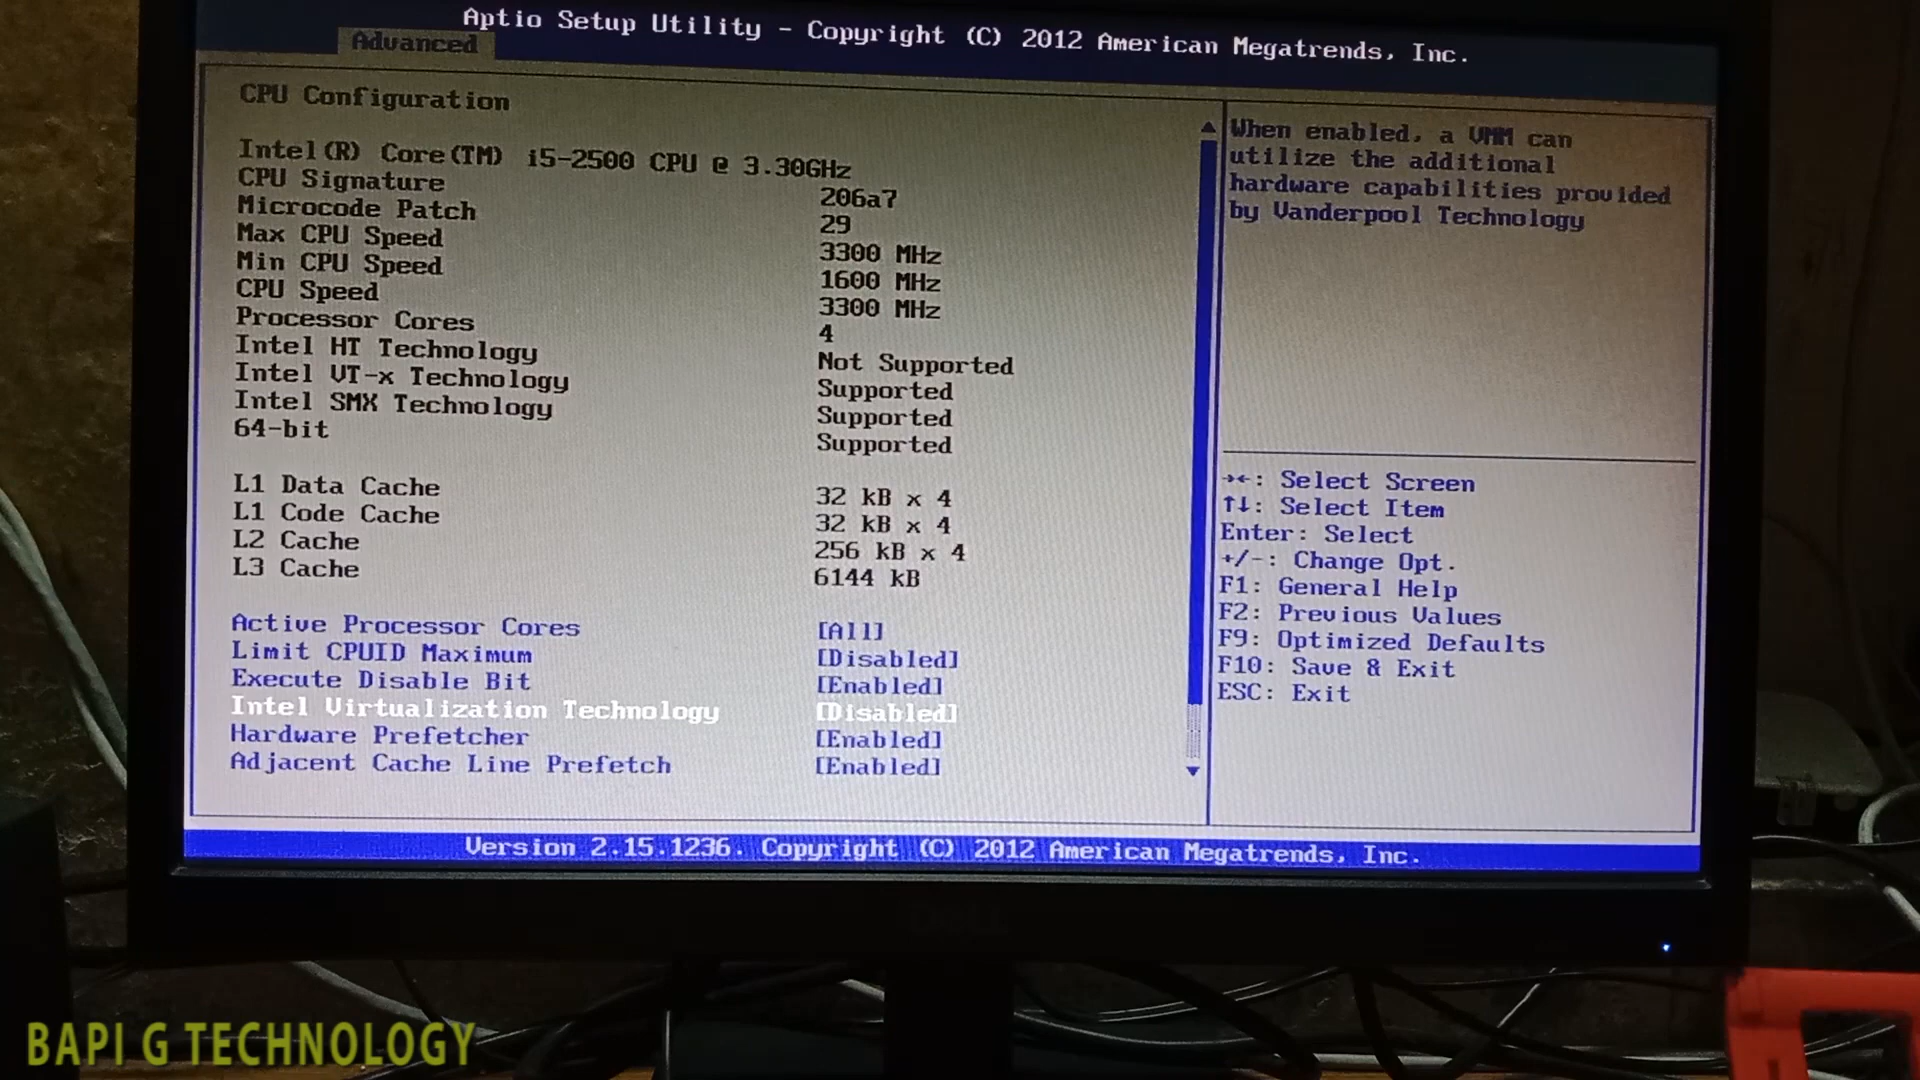 Aptio Setup Utility - Copyright (C) 2012 American Megatrends, Inc.
Advanced
CPU Configuration
Intel(R) Core(TM) i5-2500 CPU @ 3.30GHz
CPU Signature 206a7
Microcode Patch 29
Max CPU Speed 3300 MHz
Min CPU Speed 1600 MHz
CPU Speed 3300 MHz
Processor Cores 4
Intel HT Technology Not Supported
Intel VT-x Technology Supported
Intel SMX Technology Supported
64-bit Supported
L1 Data Cache 32 kB x 4
L1 Code Cache 32 kB x 4
L2 Cache 256 kB x 4
L3 Cache 6144 kB
Active Processor Cores [All]
Limit CPUID Maximum [Disabled]
Execute Disable Bit [Enabled]
Intel Virtualization Technology [Disabled]
Hardware Prefetcher [Enabled]
Adjacent Cache Line Prefetch [Enabled]
When enabled, a VMM can
utilize the additional
hardware capabilities provided
by Vanderpool Technology
→←: Select Screen
↑↓: Select Item
Enter: Select
+/-: Change Opt.
F1: General Help
F2: Previous Values
F9: Optimized Defaults
F10: Save & Exit
ESC: Exit
Version 2.15.1236. Copyright (C) 2012 American Megatrends, Inc.
DELL
BAPI G TECHNOLOGY